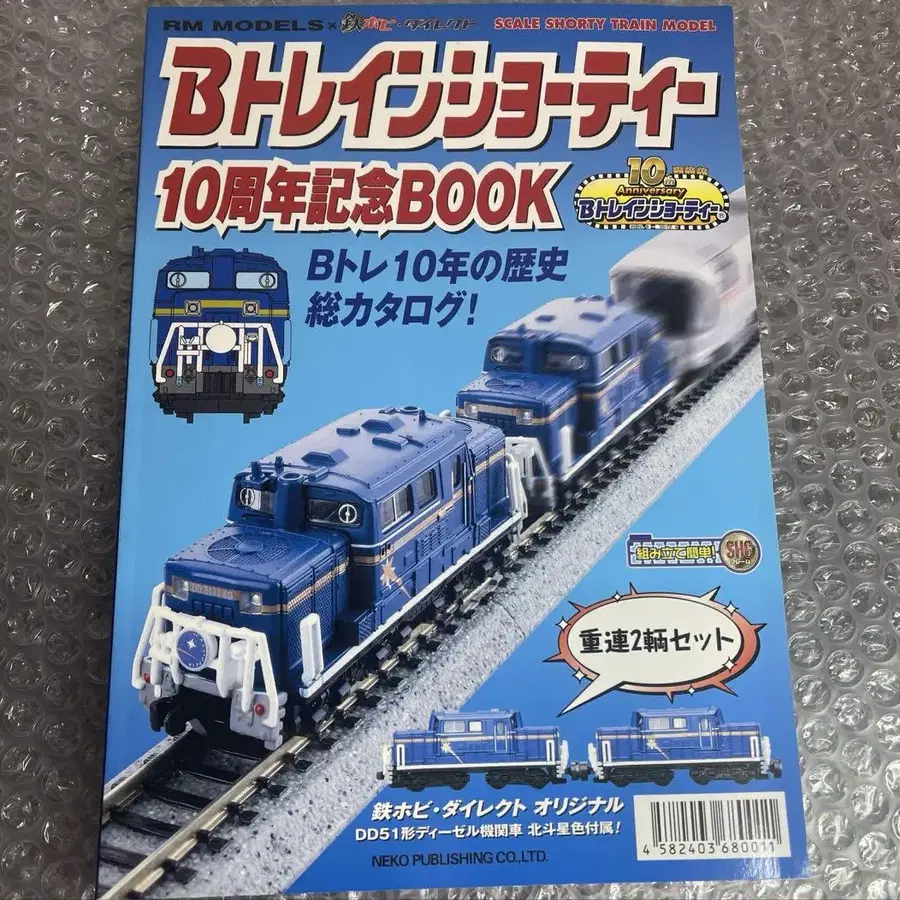 RM MODELS×鉄ホビ・ダイレクト SCALE SHORTY TRAIN MODEL
Bトレインショーティー
10周年記念BOOK
10th
Anniversary
Bトレインショーティー
Bトレ10年の歴史
総カタログ!
組み立て簡単!
SHG
フレーム
重連2輌セット
鉄ホビ・ダイレクト オリジナル
DD51形ディーゼル機関車 北斗星色付属!
NEKO PUBLISHING CO.,LTD.
4 582403 680011